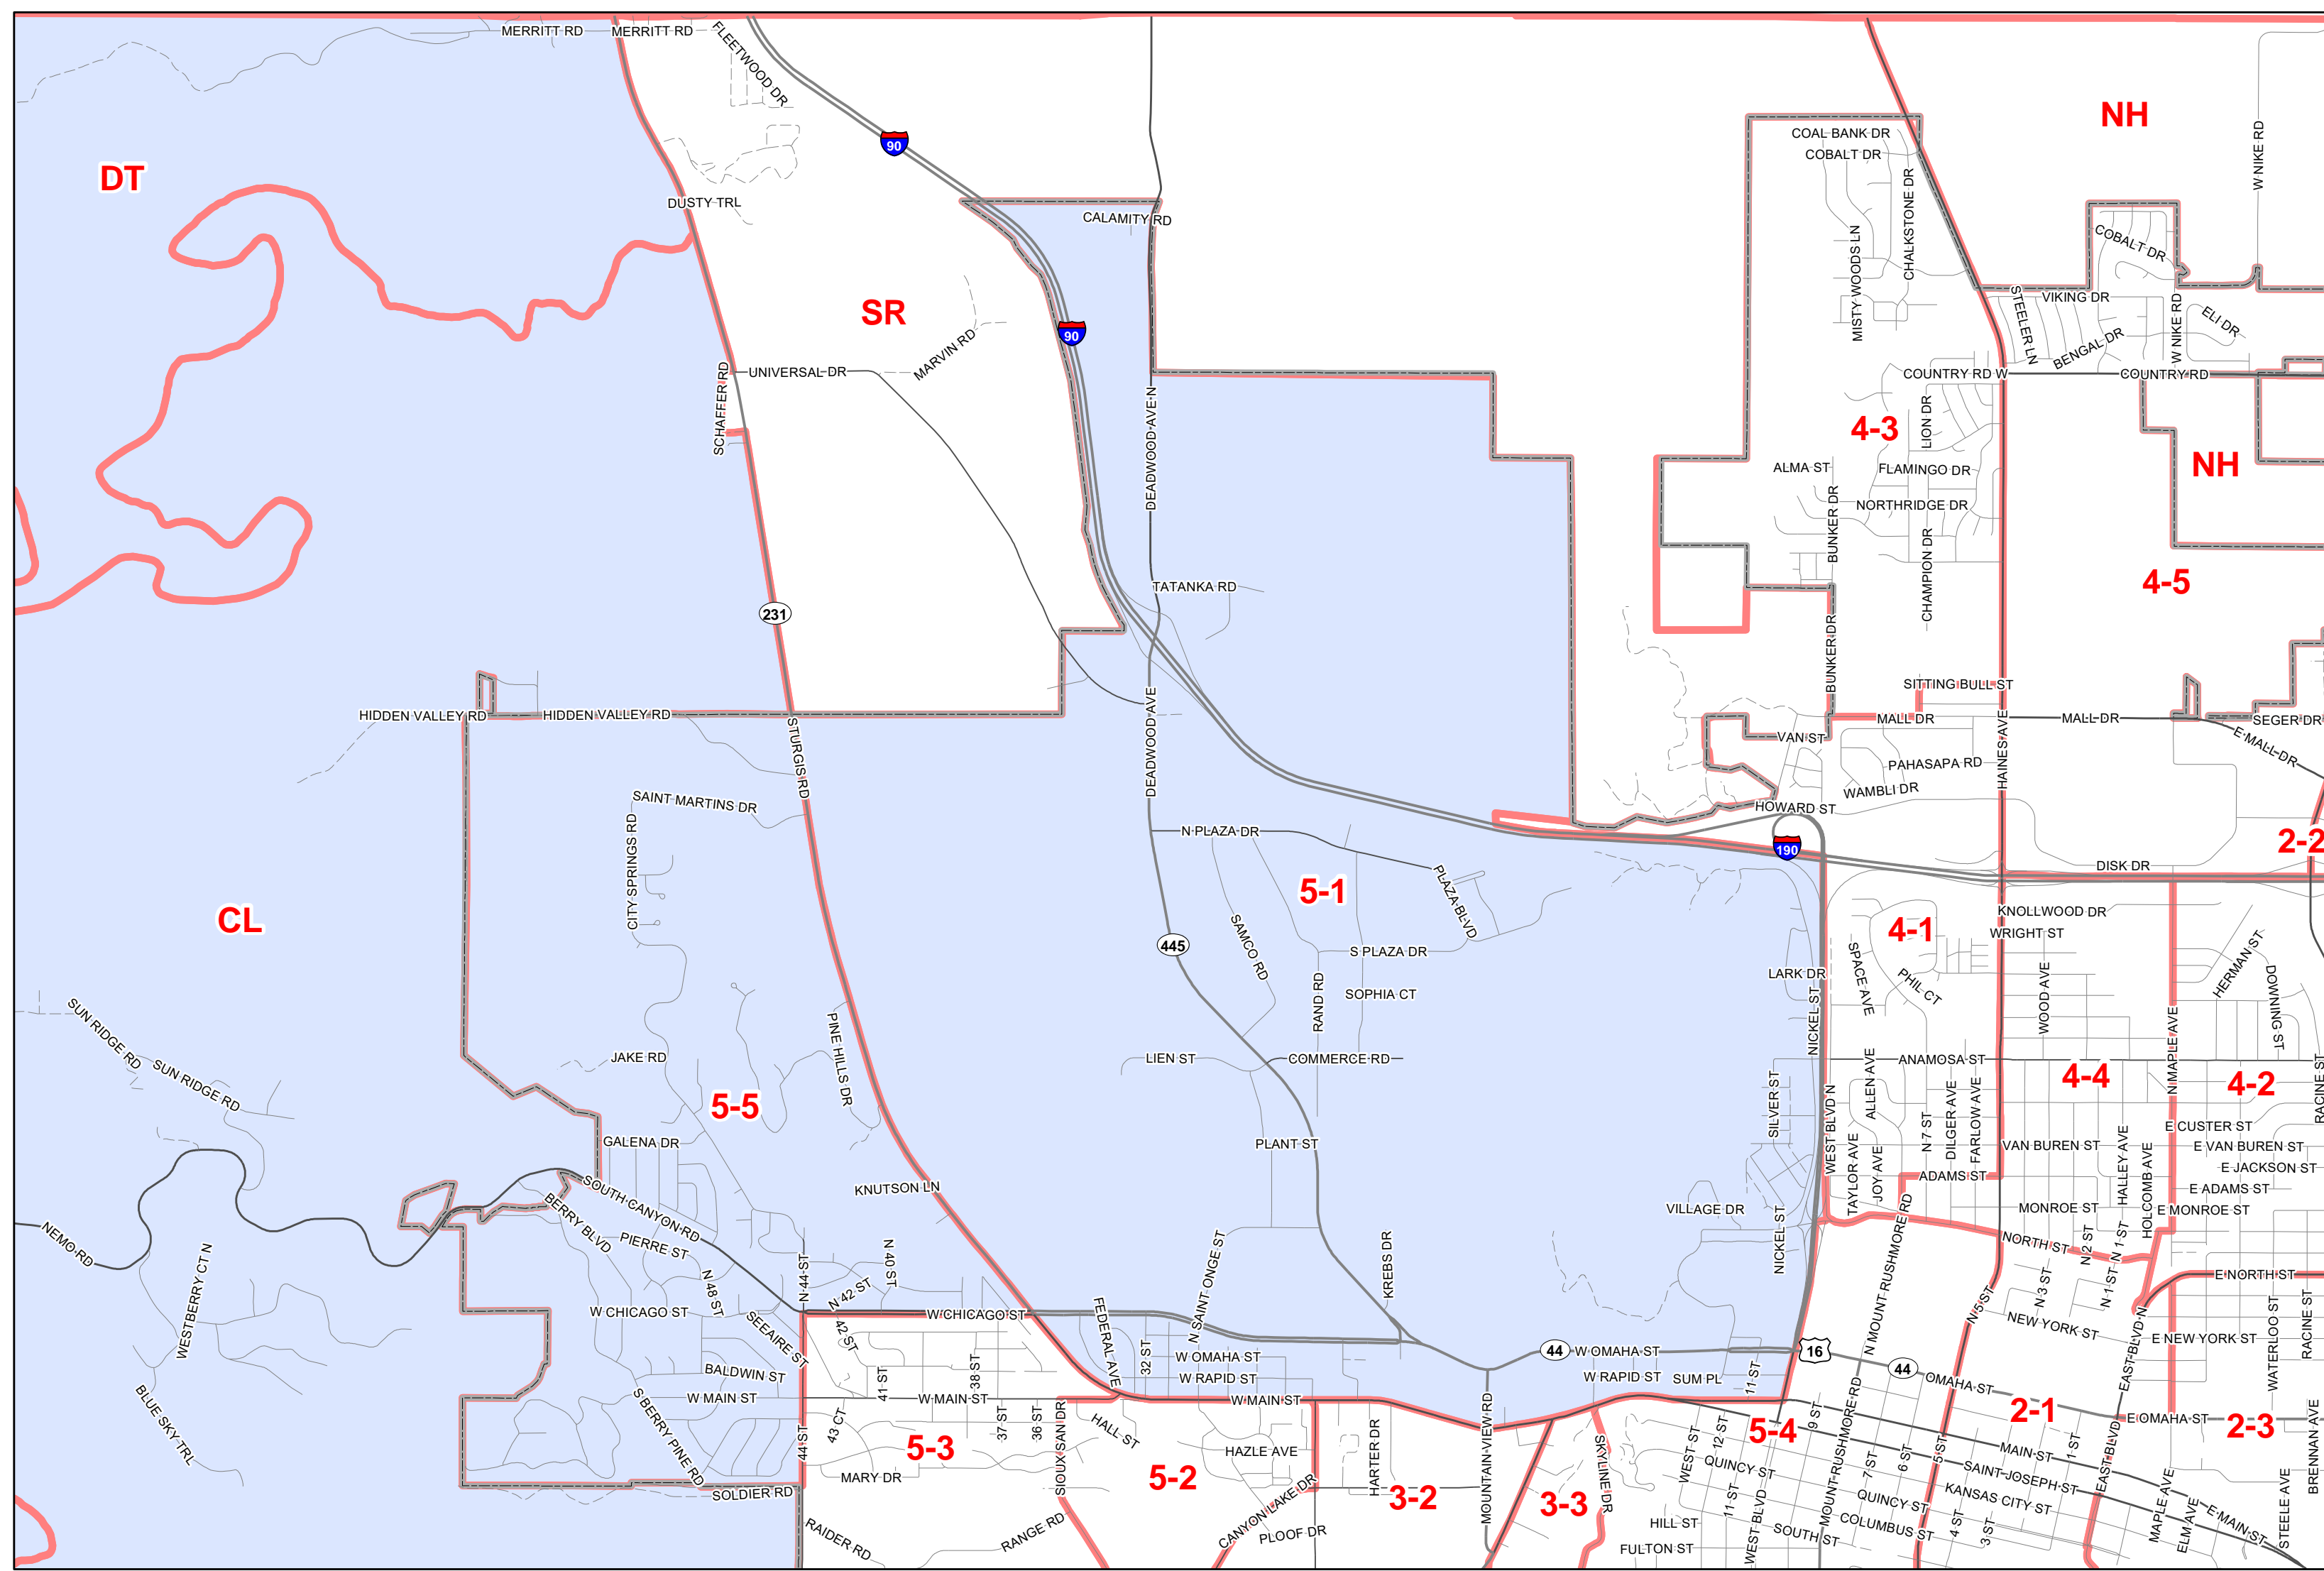 MERRITT RD
MERRITT RD
FLEETWOOD DR
90
COAL BANK DR
COBALT DR
NH
W NIKE RD
DT
DUSTY TRL
CALAMITY RD
CHALKSTONE DR
MISTY WOODS LN
COBALT DR
SR
90
STEELER LN
VIKING DR
W NIKE RD
ELI DR
BENGAL DR
MARVIN RD
UNIVERSAL DR
SCHAFFER RD
COUNTRY RD W
COUNTRY RD
DEADWOOD AVE N
4-3
LION DR
NH
ALMA ST
FLAMINGO DR
BUNKER DR
NORTHRIDGE DR
CHAMPION DR
4-5
TATANKA RD
231
BUNKER DR
SITTING BULL ST
HIDDEN VALLEY RD
HIDDEN VALLEY RD
STURGIS RD
DEADWOOD AVE
MALL DR
HAINES AVE
MALL DR
SEGER DR
VAN ST
E MALL DR
PAHASAPA RD
WAMBLI DR
SAINT MARTINS DR
HOWARD ST
CITY SPRINGS RD
N PLAZA DR
190
2-2
DISK DR
5-1
PLAZA BLVD
CL
KNOLLWOOD DR
4-1
WRIGHT ST
445
SAMCO RD
S PLAZA DR
SPACE AVE
PHIL CT
HERMAN ST
DOWNING ST
LARK DR
WOOD AVE
RAND RD
SOPHIA CT
NICKEL ST
N MAPLE AVE
SUN RIDGE RD
PINE HILLS DR
JAKE RD
LIEN ST
COMMERCE RD
ANAMOSA ST
SUN RIDGE RD
5-5
SILVER ST
WEST BLVD N
ALLEN AVE
DILGER AVE
FARLOW AVE
4-4
4-2
RACINE ST
N 7 ST
E CUSTER ST
GALENA DR
PLANT ST
TAYLOR AVE
JOY AVE
VAN BUREN ST
HALLEY AVE
HOLCOMB AVE
E VAN BUREN ST
E JACKSON ST
KNUTSON LN
SOUTH CANYON RD
ADAMS ST
E ADAMS ST
BERRY BLVD
VILLAGE DR
MONROE ST
E MONROE ST
NEMO RD
PIERRE ST
N SAINT ONGE ST
KREBS DR
NICKEL ST
N MOUNT RUSHMORE RD
NORTH ST
N 2 ST
N 1 ST
WESTBERRY CT N
N 48 ST
N 44 ST
N 40 ST
N 42 ST
N 5 ST
N 3 ST
N 1 ST
E NORTH ST
W CHICAGO ST
SEEAIRE ST
42 ST
W CHICAGO ST
FEDERAL AVE
NEW YORK ST
EAST BLVD N
WATERLOO ST
RACINE ST
E NEW YORK ST
32 ST
W OMAHA ST
44
W OMAHA ST
16
44
OMAHA ST
BALDWIN ST
41 ST
38 ST
W RAPID ST
W RAPID ST
SUM PL
11 ST
BLUE SKY TRL
S BERRY PINE RD
W MAIN ST
W MAIN ST
W MAIN ST
43 CT
37 ST
36 ST
SIOUX SAN DR
HALL ST
HARTER DR
MOUNTAIN VIEW RD
SKYLINE DR
9 ST
MOUNT RUSHMORE RD
2-1
E OMAHA ST
2-3
BRENNAN AVE
5-4
WEST ST
12 ST
44 ST
5-3
HAZLE AVE
5-2
6 ST
5 ST
MAIN ST
1 ST
EAST BLVD
MARY DR
QUINCY ST
7 ST
SAINT JOSEPH ST
SOLDIER RD
CANYON LAKE DR
3-2
3-3
11 ST
QUINCY ST
KANSAS CITY ST
MAPLE AVE
ELM AVE
STEELE AVE
E MAIN ST
RAIDER RD
RANGE RD
PLOOF DR
HILL ST
FULTON ST
WEST BLVD
SOUTH ST
COLUMBUS ST
4 ST
3 ST